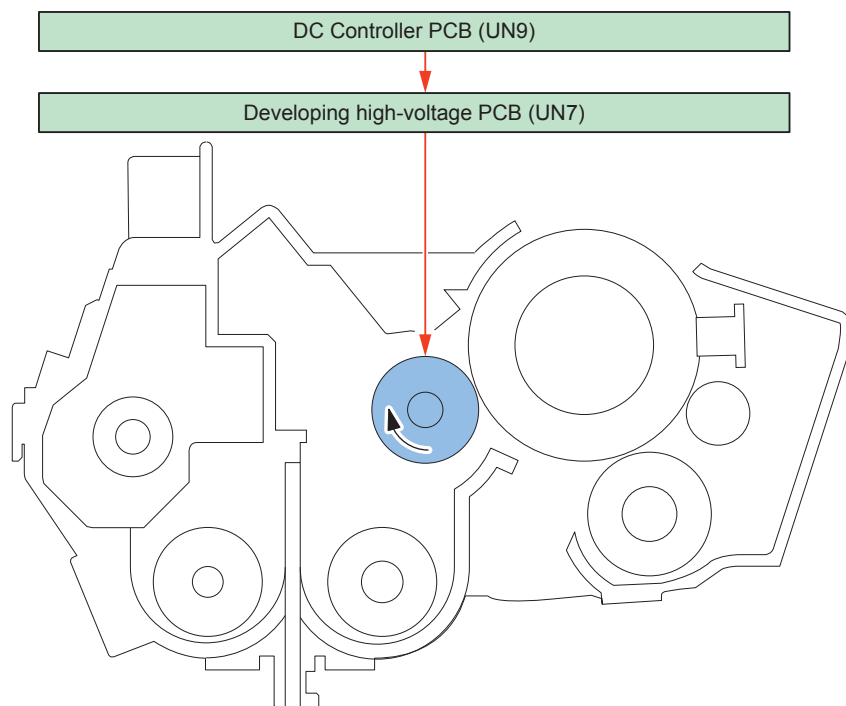 DC Controller PCB (UN9)
Developing high-voltage PCB (UN7)